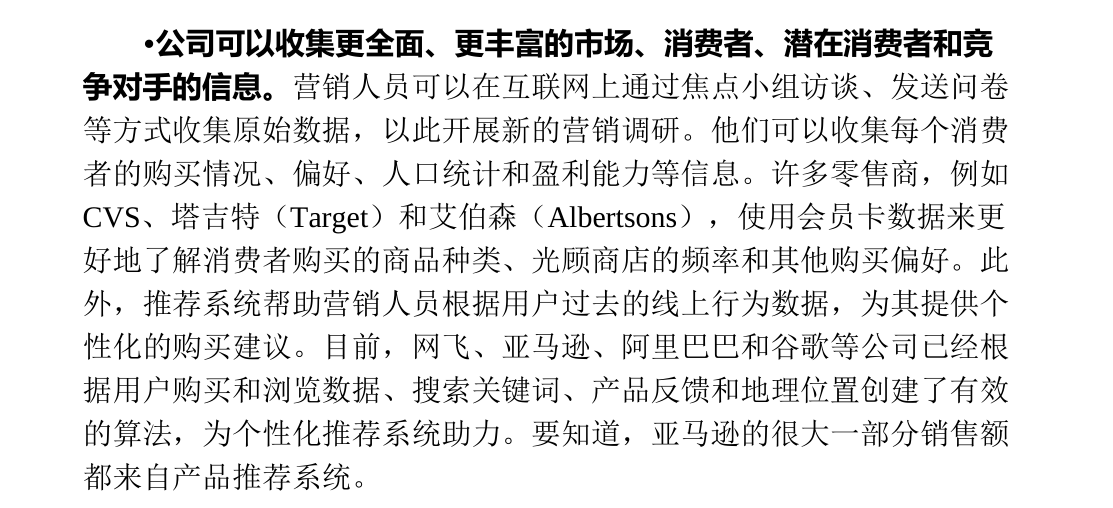 •公司可以收集更全面、更丰富的市场、消费者、潜在消费者和竞
争对手的信息。营销人员可以在互联网上通过焦点小组访谈、发送问卷
等方式收集原始数据，以此开展新的营销调研。他们可以收集每个消费
者的购买情况、偏好、人口统计和盈利能力等信息。许多零售商，例如
CVS、塔吉特（Target）和艾伯森（Albertsons），使用会员卡数据来更
好地了解消费者购买的商品种类、光顾商店的频率和其他购买偏好。此
外，推荐系统帮助营销人员根据用户过去的线上行为数据，为其提供个
性化的购买建议。目前，网飞、亚马逊、阿里巴巴和谷歌等公司已经根
据用户购买和浏览数据、搜索关键词、产品反馈和地理位置创建了有效
的算法，为个性化推荐系统助力。要知道，亚马逊的很大一部分销售额
都来自产品推荐系统。